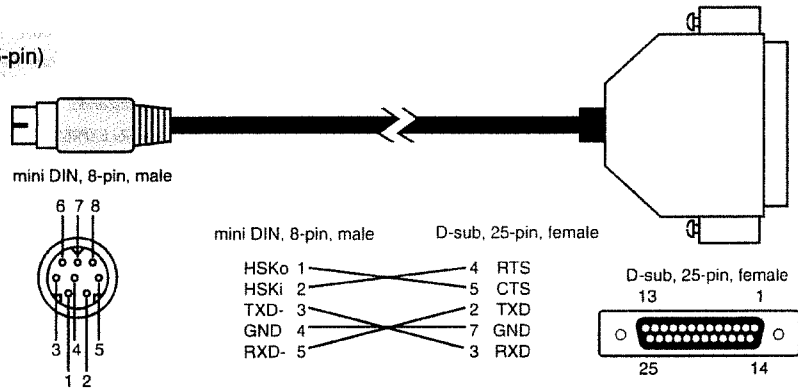 -pin)
mini DIN, 8-pin, male
6 7 8
3 4 5
1 2
mini DIN, 8-pin, male D-sub, 25-pin, female
HSKo 1 4 RTS
HSKi 2 5 CTS
TXD- 3 2 TXD
GND 4 7 GND
RXD- 5 3 RXD
D-sub, 25-pin, female
13 1
25 14